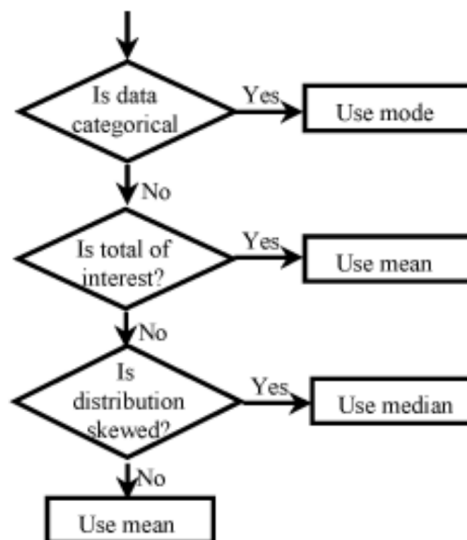 Is data
categorical
Yes
Use mode
No
Is total of
interest?
Yes
Use mean
No
Is
distribution
skewed?
Yes
Use median
No
Use mean